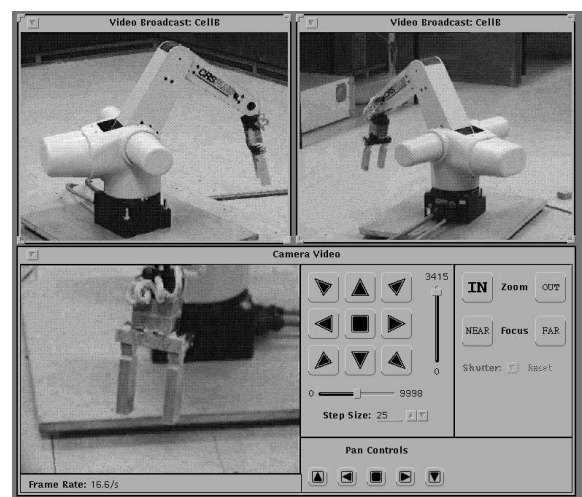 Video Broadcast: CellB
Video Broadcast: CellB
CRS
Camera Video
3415
0
0
9998
Step Size: 25
IN Zoom OUT
NEAR Focus FAR
Shutter: Reset
Pan Controls
Frame Rate: 16.6/s